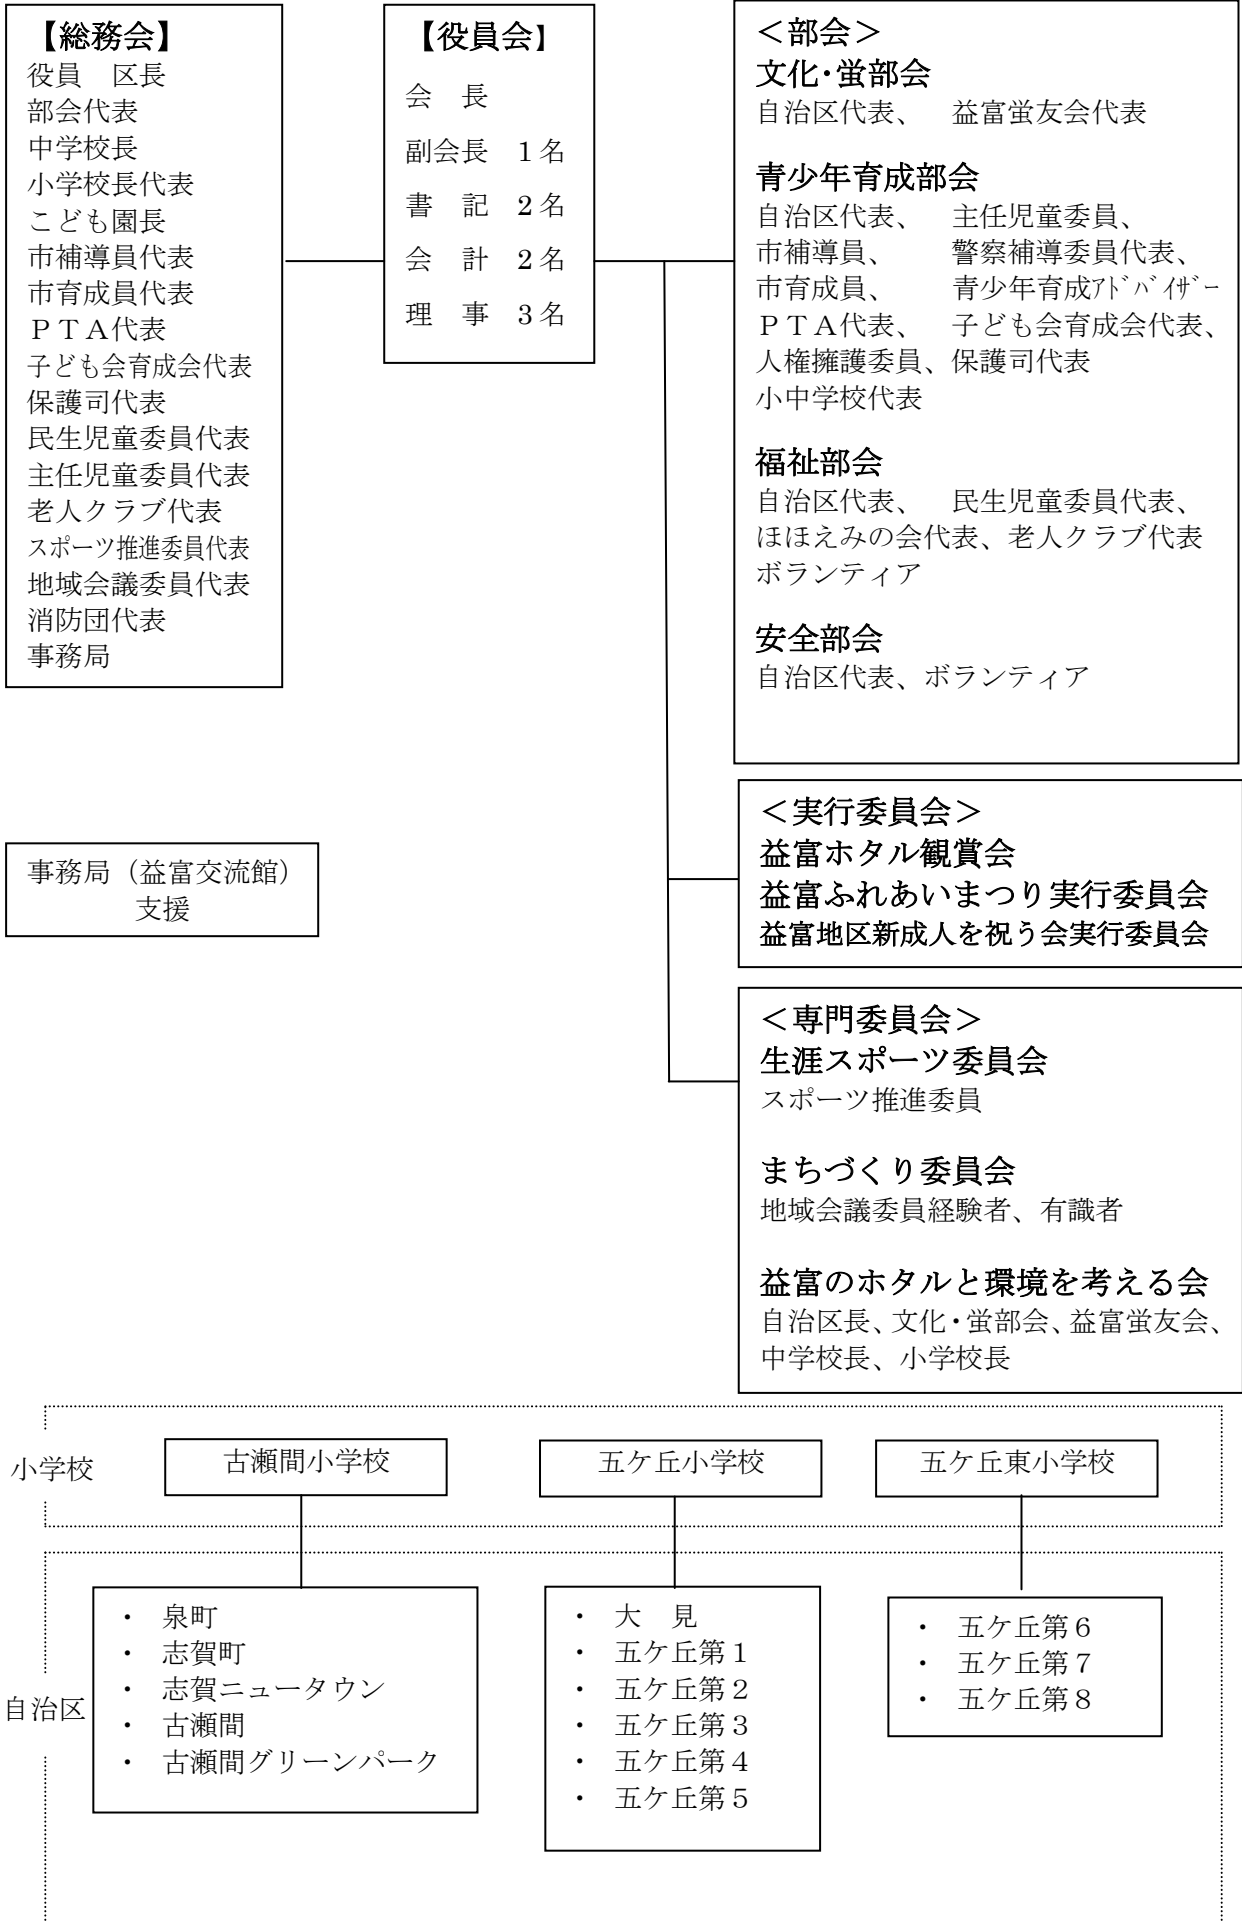 【総務会】
役員　区長
部会代表
中学校長
小学校長代表
こども園長
市補導員代表
市育成員代表
ＰＴＡ代表
子ども会育成会代表
保護司代表
民生児童委員代表
主任児童委員代表
老人クラブ代表
スポーツ推進委員代表
地域会議委員代表
消防団代表
事務局
【役員会】
会　長
副会長　1名
書　記　2名
会　計　2名
理　事　3名
＜部会＞
文化・蛍部会
自治区代表、　益富蛍友会代表
青少年育成部会
自治区代表、　主任児童委員、
市補導員、　警察補導委員代表、
市育成員、　青少年育成ｱﾄﾞﾊﾞｲｻﾞｰ
ＰＴＡ代表、　子ども会育成会代表、
人権擁護委員、保護司代表
小中学校代表
福祉部会
自治区代表、　民生児童委員代表、
ほほえみの会代表、老人クラブ代表
ボランティア
安全部会
自治区代表、ボランティア
事務局（益富交流館）
支援
＜実行委員会＞
益富ホタル観賞会
益富ふれあいまつり実行委員会
益富地区新成人を祝う会実行委員会
＜専門委員会＞
生涯スポーツ委員会
スポーツ推進委員
まちづくり委員会
地域会議委員経験者、有識者
益富のホタルと環境を考える会
自治区長、文化・蛍部会、益富蛍友会、
中学校長、小学校長
小学校
古瀬間小学校
五ケ丘小学校
五ケ丘東小学校
自治区
・　泉町
・　志賀町
・　志賀ニュータウン
・　古瀬間
・　古瀬間グリーンパーク
・　大　見
・　五ケ丘第１
・　五ケ丘第２
・　五ケ丘第３
・　五ケ丘第４
・　五ケ丘第５
・　五ケ丘第６
・　五ケ丘第７
・　五ケ丘第８